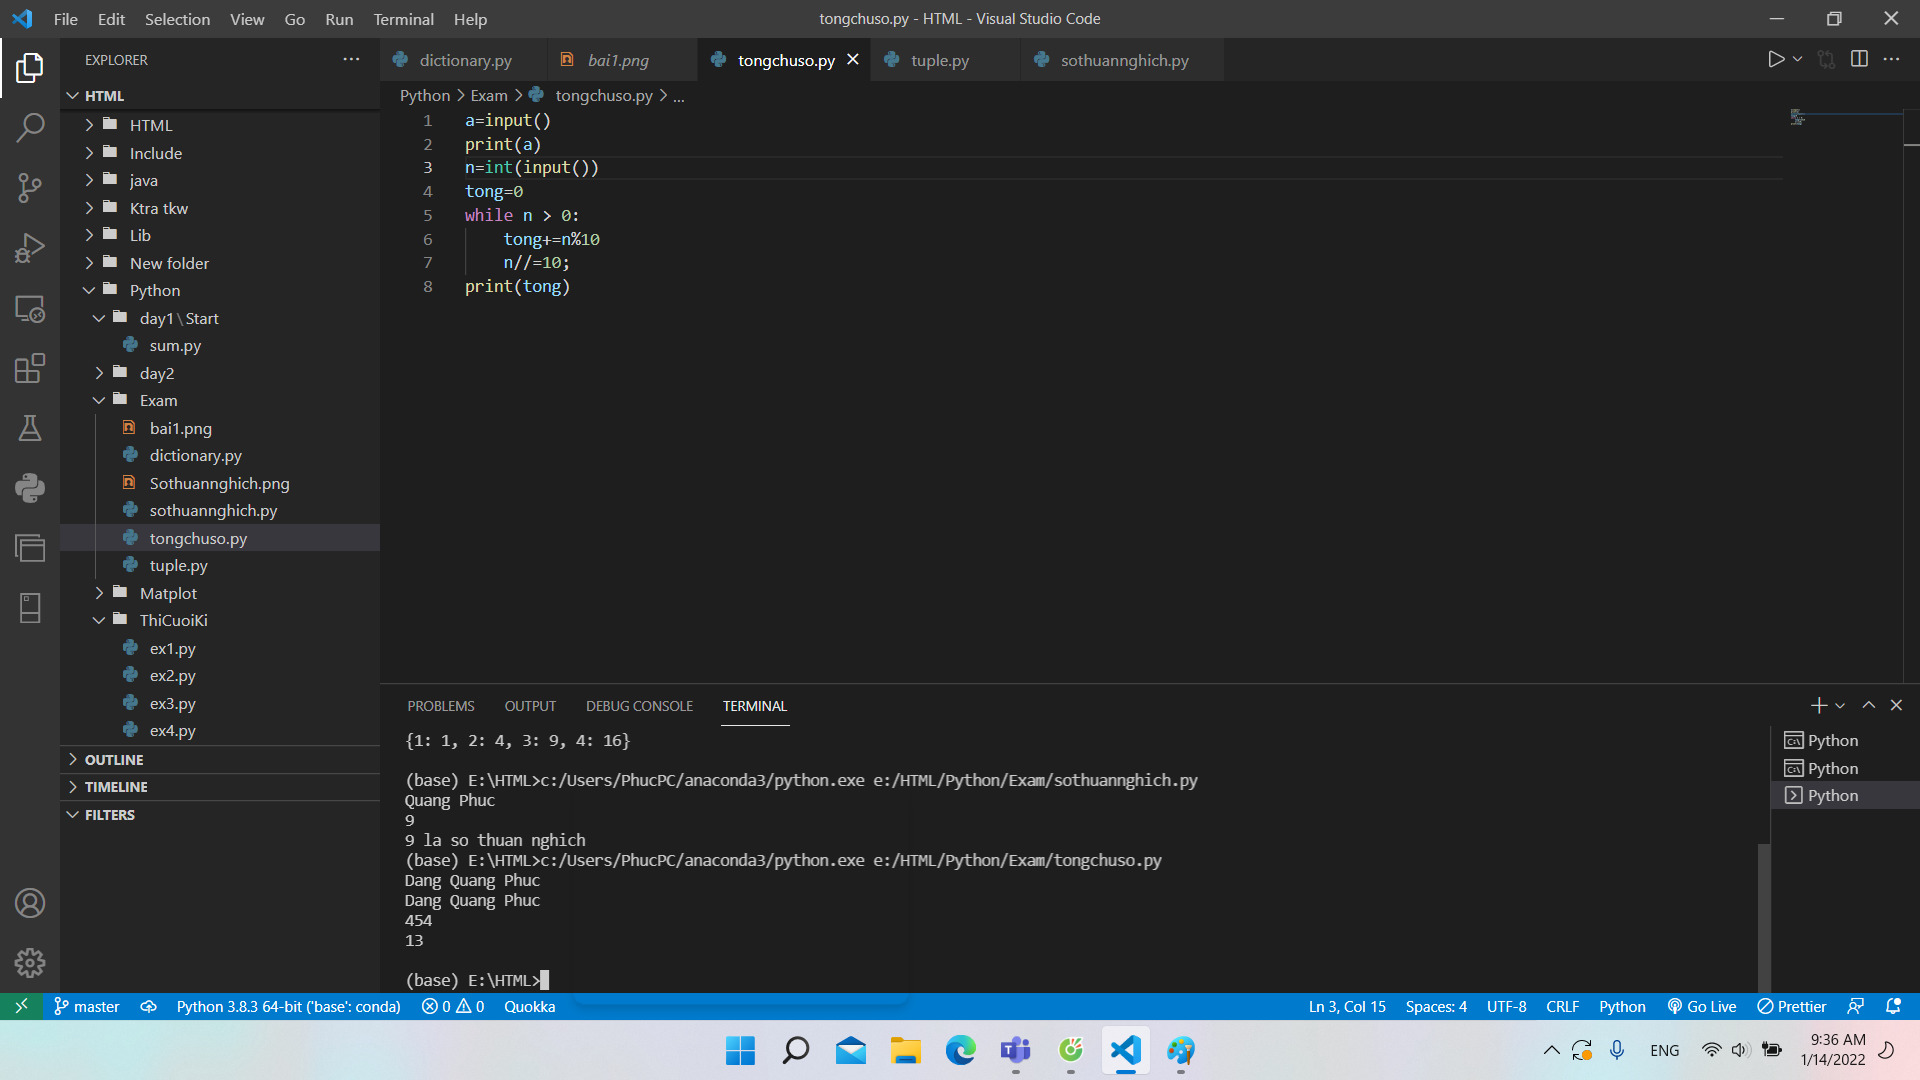 File Edit Selection View Go Run Terminal Help
tongchuso.py - HTML - Visual Studio Code
EXPLORER
HTML
HTML
Include
java
Ktra tkw
Lib
New folder
Python
day1\Start
sum.py
day2
Exam
bai1.png
dictionary.py
Sothuannghich.png
sothuannghich.py
tongchuso.py
tuple.py
Matplot
ThiCuoiKi
ex1.py
ex2.py
ex3.py
ex4.py
OUTLINE
TIMELINE
FILTERS
dictionary.py bai1.png tongchuso.py tuple.py sothuannghich.py
Python > Exam > tongchuso.py > ...
1 a=input()
2 print(a)
3 n=int(input())
4 tong=0
5 while n > 0:
6 tong+=n%10
7 n//=10;
8 print(tong)
PROBLEMS OUTPUT DEBUG CONSOLE TERMINAL
{1: 1, 2: 4, 3: 9, 4: 16}
(base) E:\HTML>c:/Users/PhucPC/anaconda3/python.exe e:/HTML/Python/Exam/sothuannghich.py
Quang Phuc
9
9 la so thuan nghich
(base) E:\HTML>c:/Users/PhucPC/anaconda3/python.exe e:/HTML/Python/Exam/tongchuso.py
Dang Quang Phuc
Dang Quang Phuc
454
13
(base) E:\HTML>
Python
Python
Python
master Python 3.8.3 64-bit ('base': conda) 0 0 Quokka Ln 3, Col 15 Spaces: 4 UTF-8 CRLF Python Go Live Prettier
ENG
9:36 AM
1/14/2022